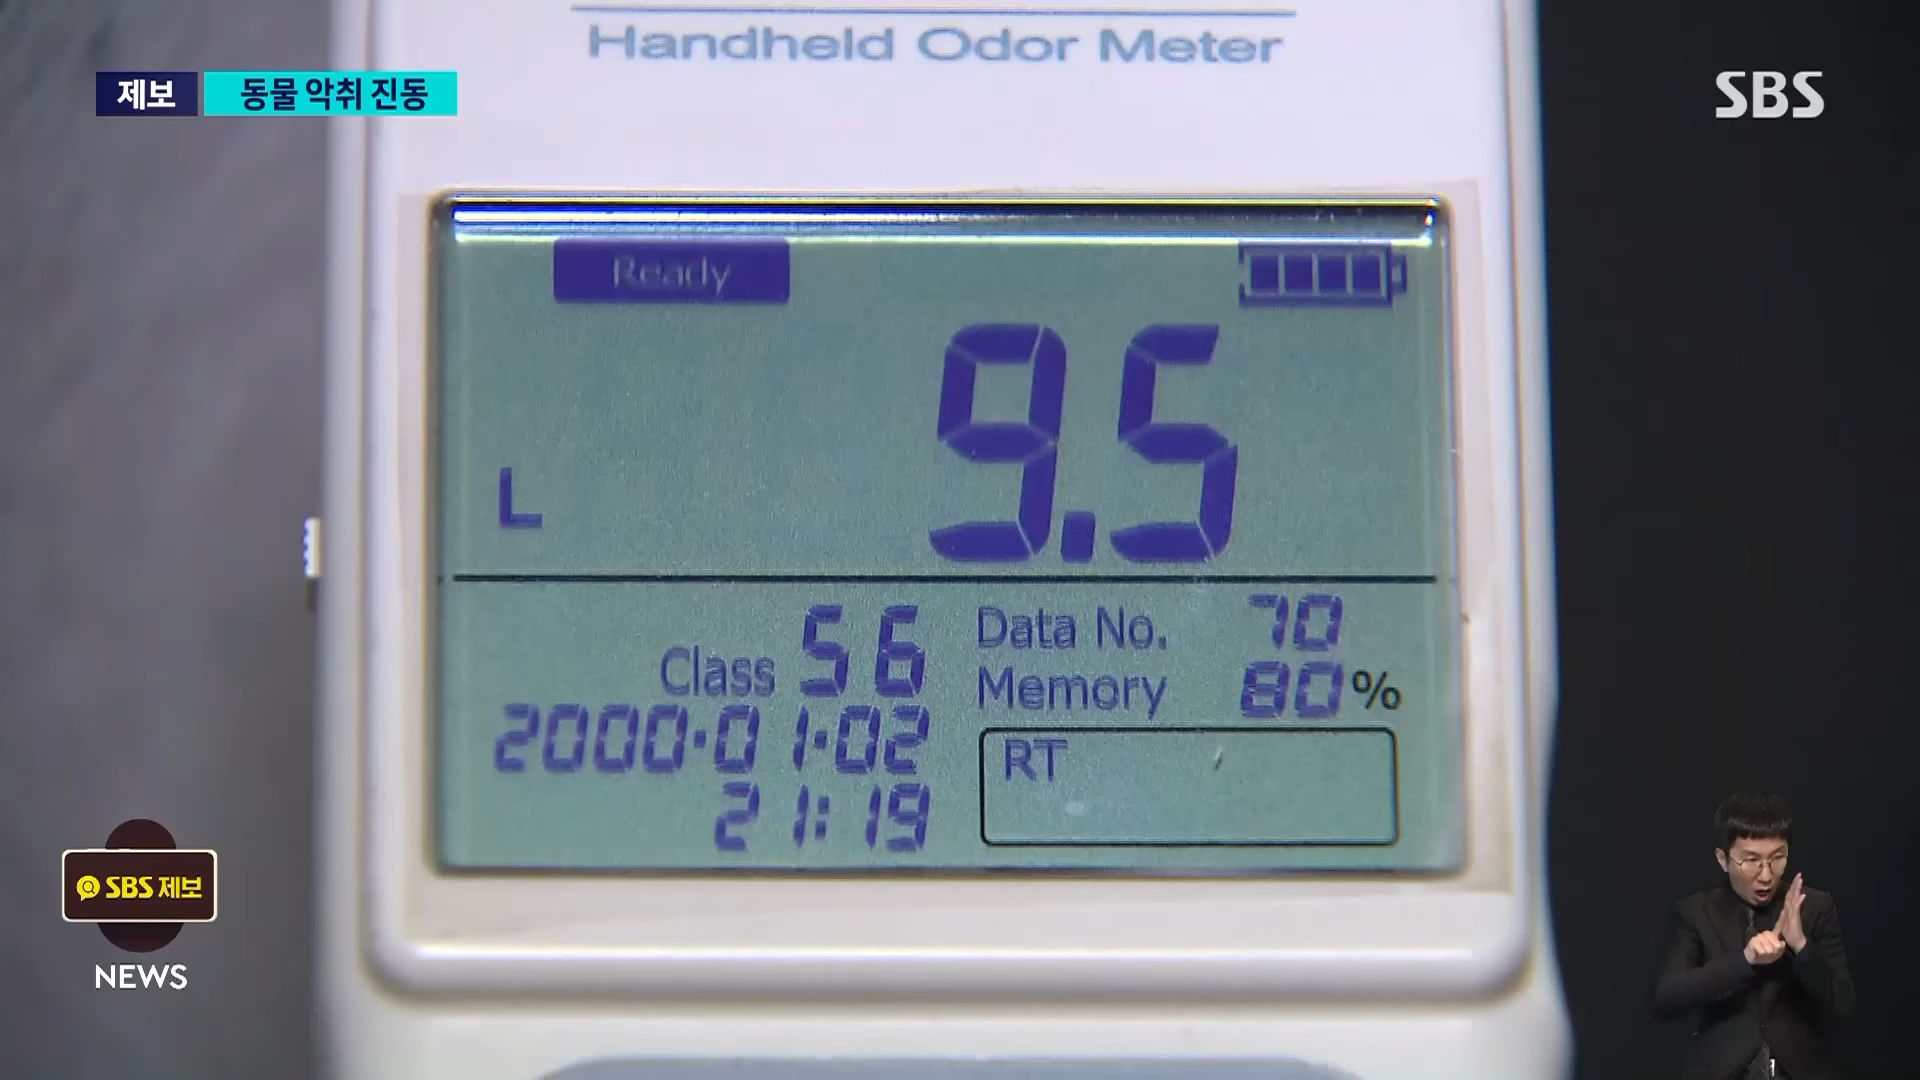 Handheld Odor Meter
제보 동물 악취 진동
SBS
Ready
9.5
L
Class 56
Data No. 70
Memory 80%
2000·01·02
21:19
RT
SBS 제보
NEWS